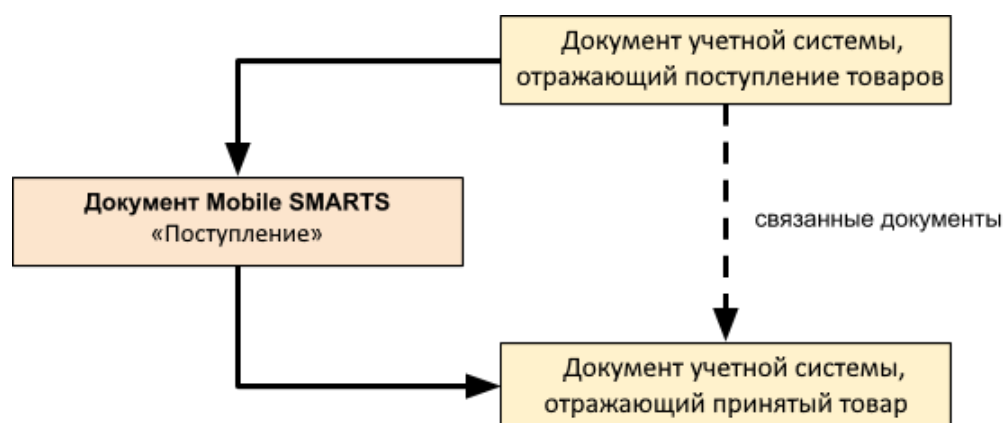 Документ учетной системы,
отражающий поступление товаров
Документ Mobile SMARTS
«Поступление»
связанные документы
Документ учетной системы,
отражающий принятый товар